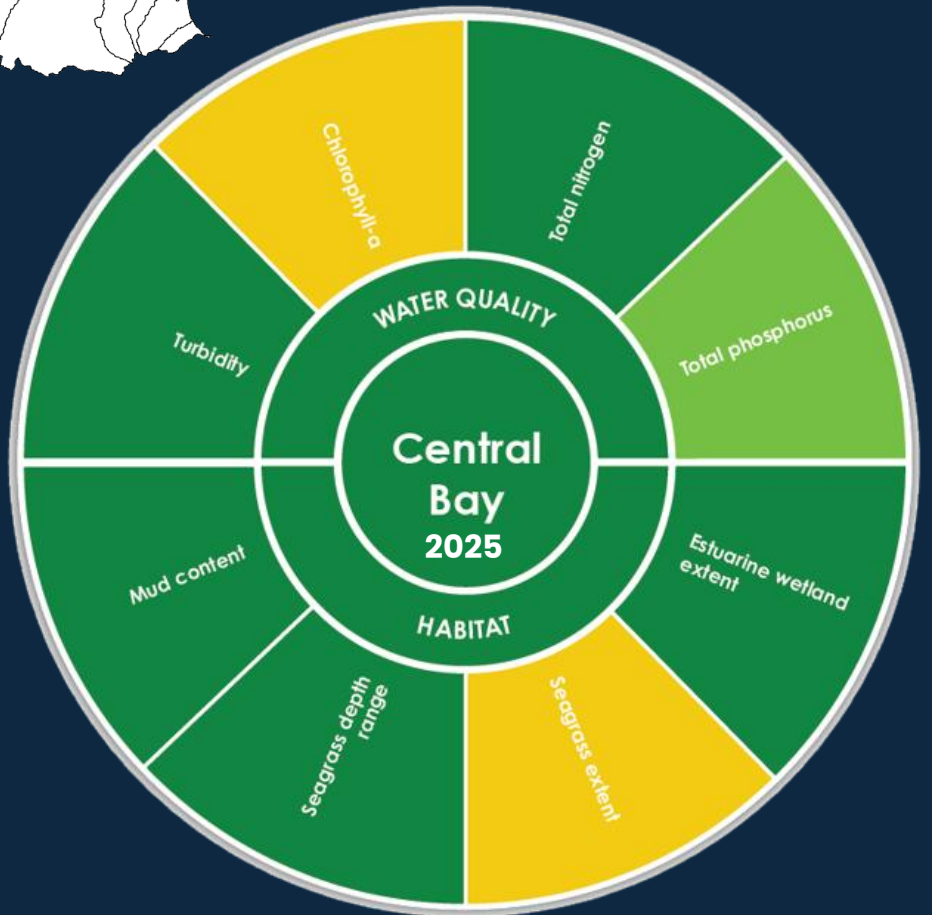 Chlorophyll-a
Total nitrogen
Turbidity
Total phosphorus
WATER QUALITY
Central
Bay
2025
HABITAT
Mud content
Estuarine wetland
extent
Seagrass depth
range
Seagrass extent